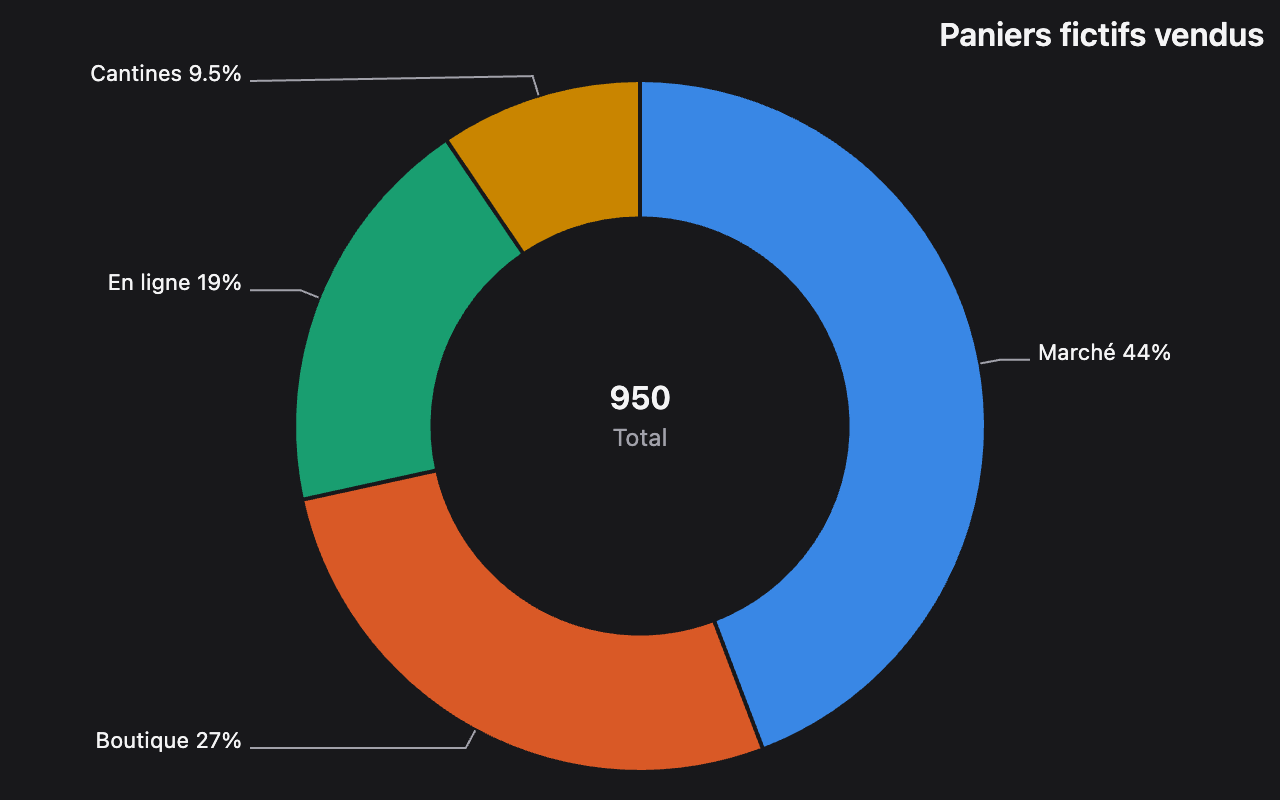 Paniers fictifs vendus
Cantines 9.5%
En ligne 19%
Marché 44%
950
Total
Boutique 27%